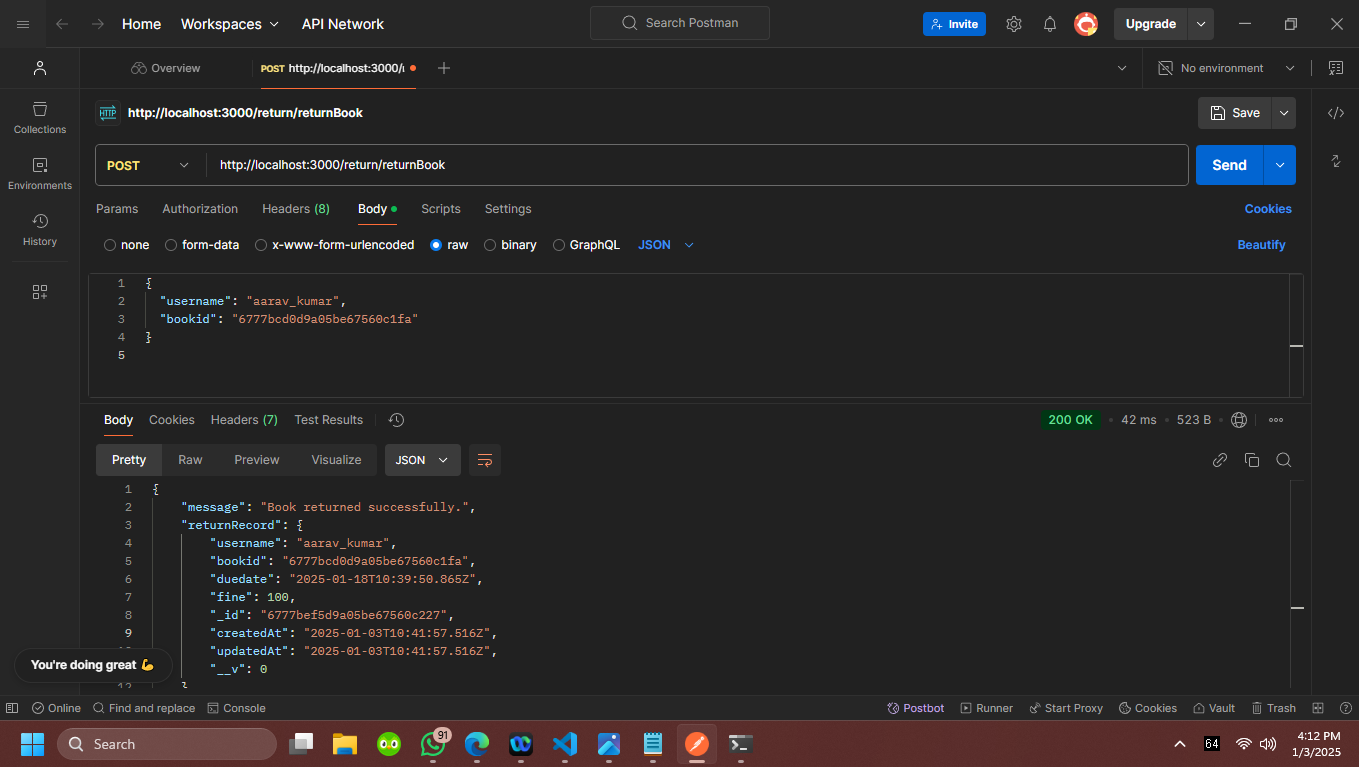 Home Workspaces API Network Search Postman Invite Upgrade
Overview POST http://localhost:3000/ No environment
HTTP http://localhost:3000/return/returnBook Save
Collections
Environments
History
POST http://localhost:3000/return/returnBook Send
Params Authorization Headers (8) Body Scripts Settings Cookies
none form-data x-www-form-urlencoded raw binary GraphQL JSON Beautify
1 {
2 "username": "aarav_kumar",
3 "bookid": "6777bcd0d9a05be67560c1fa"
4 }
5
Body Cookies Headers (7) Test Results 200 OK 42 ms 523 B
Pretty Raw Preview Visualize JSON
1 {
2 "message": "Book returned successfully.",
3 "returnRecord": {
4 "username": "aarav_kumar",
5 "bookid": "6777bcd0d9a05be67560c1fa",
6 "duedate": "2025-01-18T10:39:50.865Z",
7 "fine": 100,
8 "_id": "6777bef5d9a05be67560c227",
9 "createdAt": "2025-01-03T10:41:57.516Z",
"updatedAt": "2025-01-03T10:41:57.516Z",
"__v": 0
12
You're doing great 💪
Online Find and replace Console Postbot Runner Start Proxy Cookies Vault Trash
Search 91 64 4:12 PM
1/3/2025